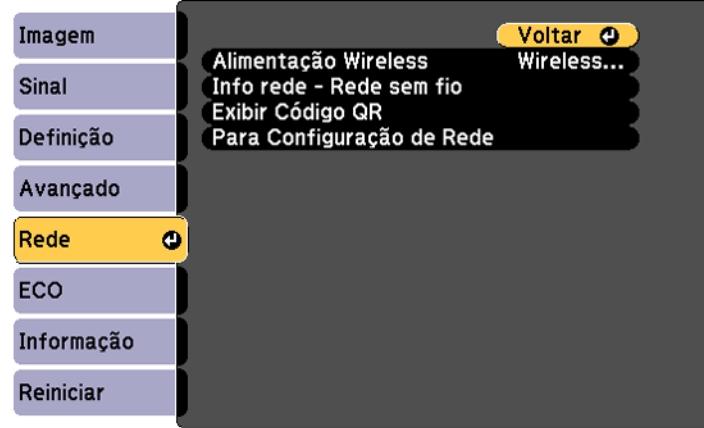 Imagem
Sinal
Definição
Avançado
Rede
ECO
Informação
Reiniciar
Voltar
Alimentação Wireless Wireless...
Info rede - Rede sem fio
Exibir Código QR
Para Configuração de Rede